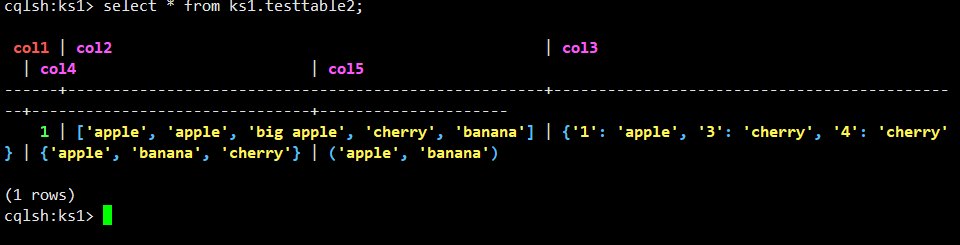 cqlsh:ks1> select * from ks1.testtable2;
 col1 | col2                                                 | col3
  | col4                       | col5
------+------------------------------------------------------+------------------------------------------
--+----------------------------+---------------------
    1 | ['apple', 'apple', 'big apple', 'cherry', 'banana'] | {'1': 'apple', '3': 'cherry', '4': 'cherry'
} | {'apple', 'banana', 'cherry'} | ('apple', 'banana')
(1 rows)
cqlsh:ks1>